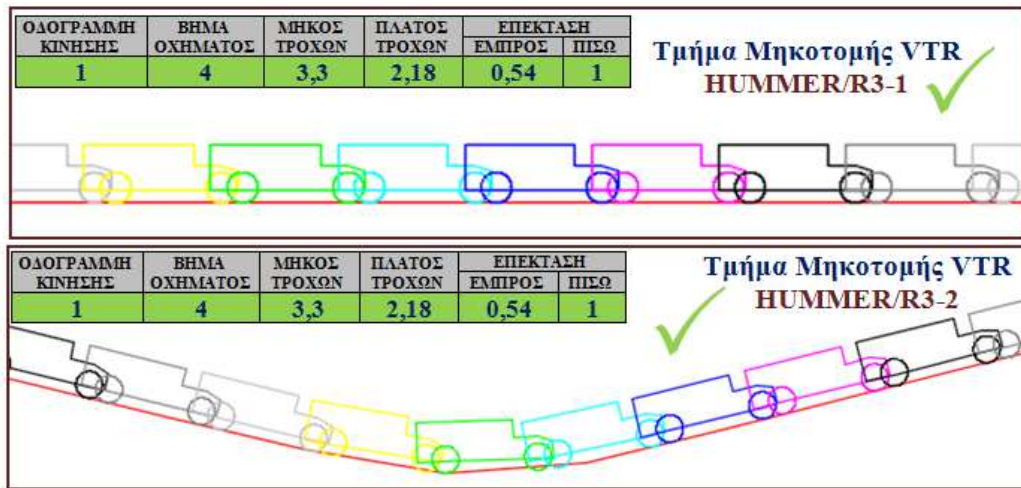 ΟΔΟΓΡΑΜΜΗ ΚΙΝΗΣΗΣ ΒΗΜΑ ΟΧΗΜΑΤΟΣ ΜΗΚΟΣ ΤΡΟΧΩΝ ΠΛΑΤΟΣ ΤΡΟΧΩΝ ΕΠΕΚΤΑΣΗ
ΕΜΠΡΟΣ ΠΙΣΩ
1 4 3,3 2,18 0,54 1
Τμήμα Μηκοτομής VTR
HUMMER/R3-1
ΟΔΟΓΡΑΜΜΗ ΚΙΝΗΣΗΣ ΒΗΜΑ ΟΧΗΜΑΤΟΣ ΜΗΚΟΣ ΤΡΟΧΩΝ ΠΛΑΤΟΣ ΤΡΟΧΩΝ ΕΠΕΚΤΑΣΗ
ΕΜΠΡΟΣ ΠΙΣΩ
1 4 3,3 2,18 0,54 1
Τμήμα Μηκοτομής VTR
HUMMER/R3-2